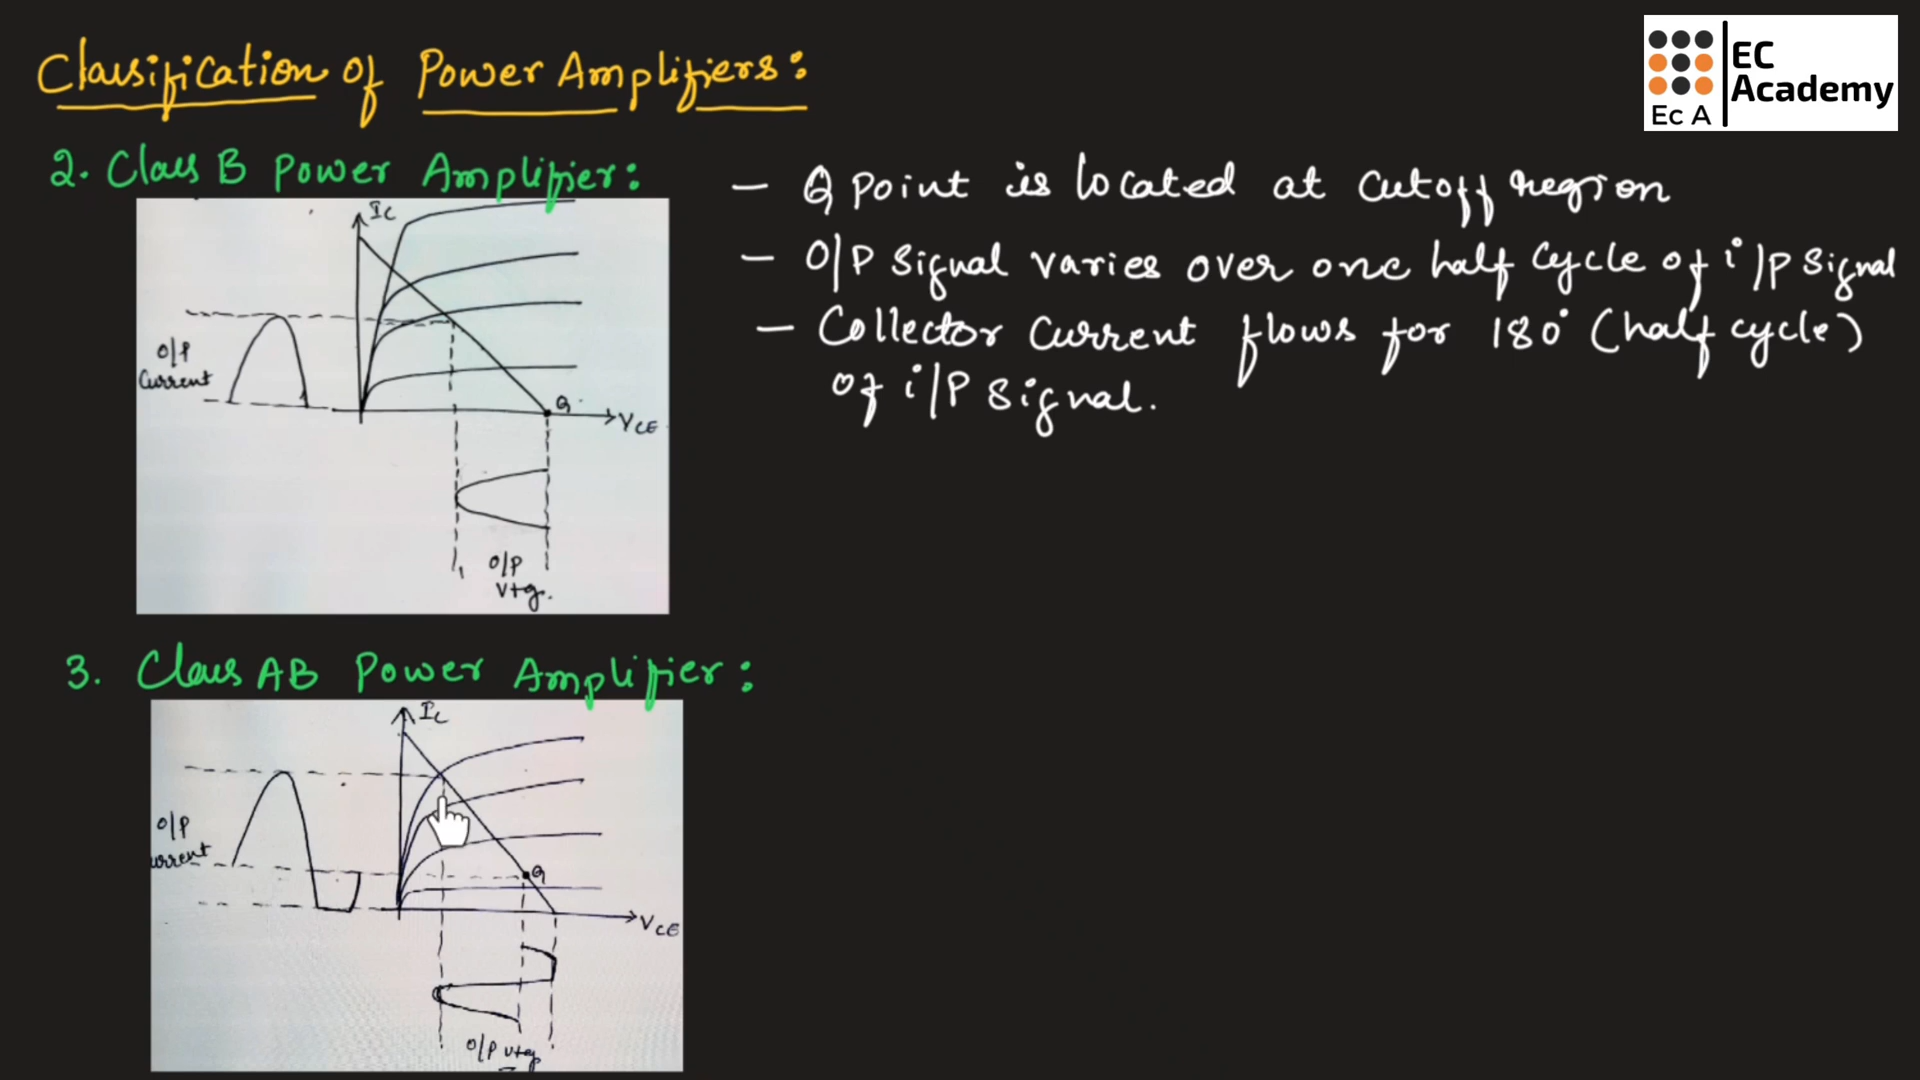 Classification of Power Amplifiers:
EC
Academy
Ec A
2. Class B Power Amplifier:
IC
O/P
Current
Q
VCE
O/P
Vtg.
- Q Point is located at cutoff region
- O/P Signal varies over one half cycle of i/p signal
- Collector current flows for 180° (half cycle)
of i/p signal.
3. Class AB Power Amplifier:
IC
O/P
urrent
Q
VCE
O/P Vtg